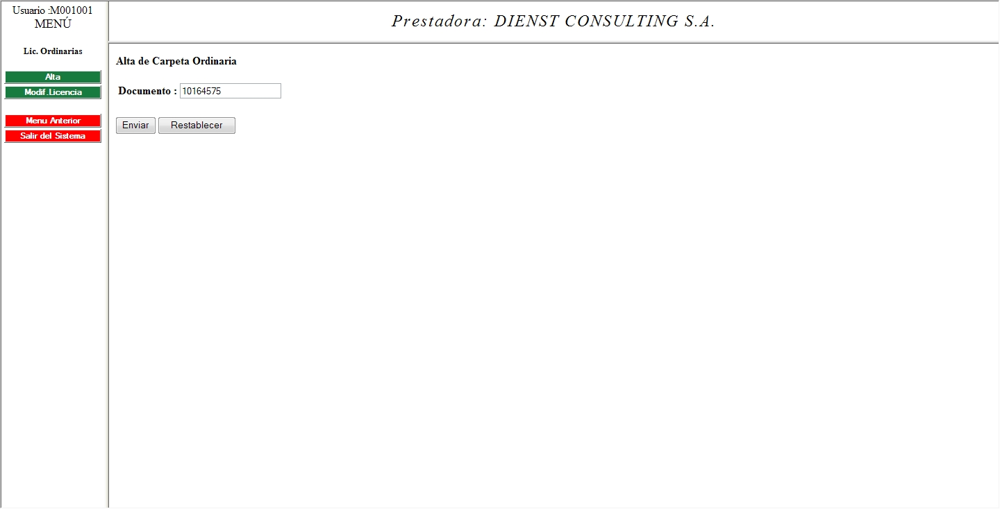 Usuario :M001001
MENÚ
Lic. Ordinarias
Alta
Modif.Licencia
Menu Anterior
Salir del Sistema
Prestadora: DIENST CONSULTING S.A.
Alta de Carpeta Ordinaria
Documento : 10164575
Enviar Restablecer